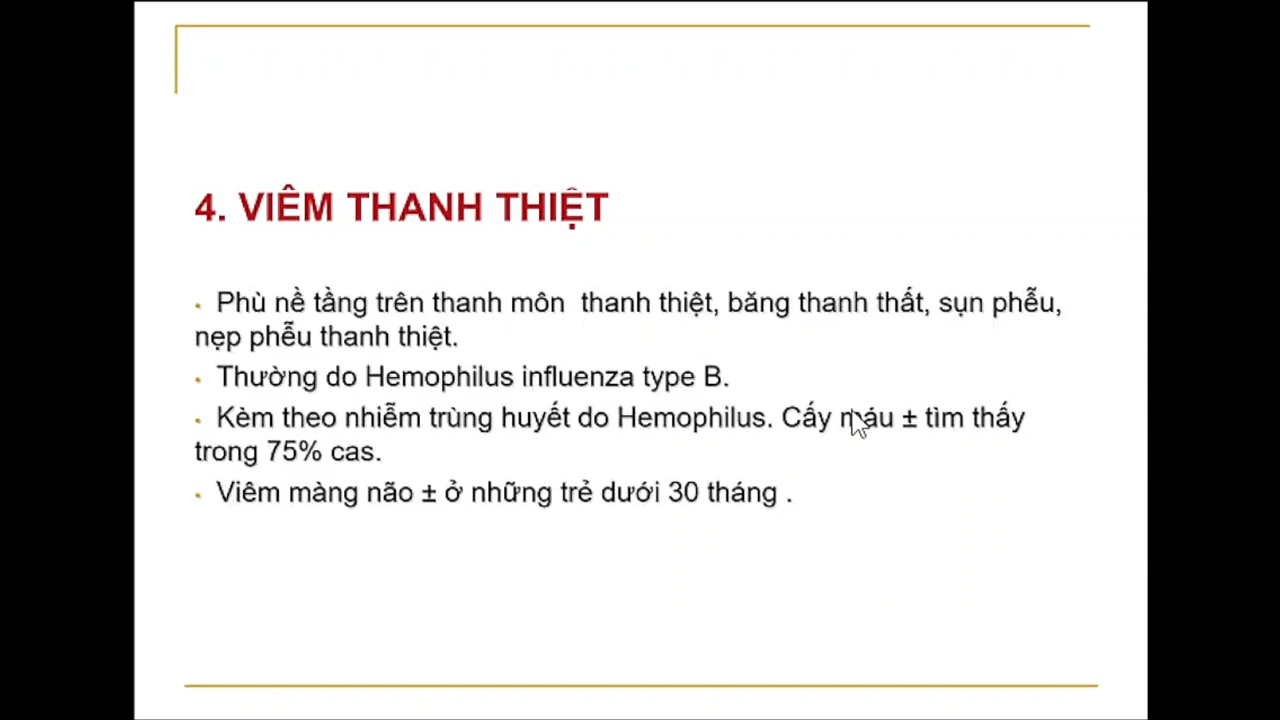 4. VIÊM THANH THIỆT
• Phù nề tầng trên thanh môn thanh thiệt, băng thanh thất, sụn phễu,
nẹp phễu thanh thiệt.
• Thường do Hemophilus influenza type B.
• Kèm theo nhiễm trùng huyết do Hemophilus. Cấy máu ± tìm thấy
trong 75% cas.
• Viêm màng não ± ở những trẻ dưới 30 tháng .